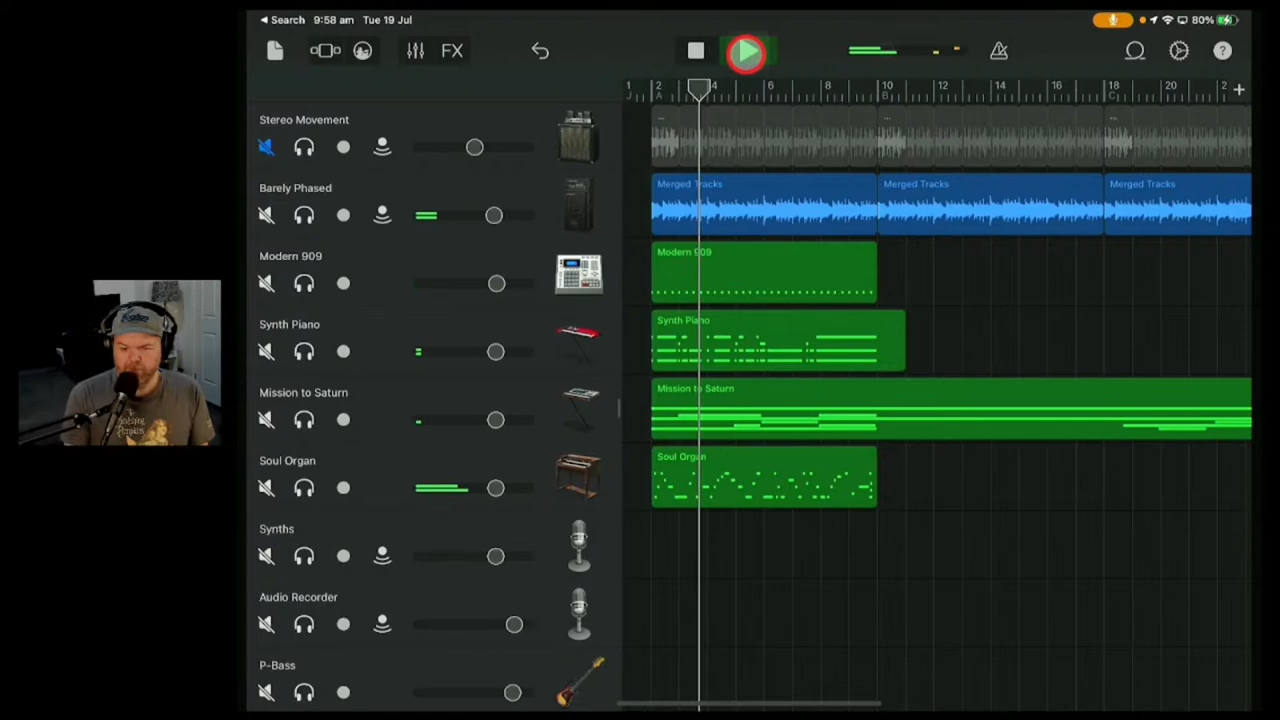 Search 9:58 am Tue 19 Jul 80%
FX
1 2 4 6 8 10 12 14 16 18 20 2 +
J A B C
Stereo Movement
... ... ...
Barely Phased
Merged Tracks Merged Tracks Merged Tracks
Modern 909
Modern 909
Synth Piano
Synth Piano
Mission to Saturn
Mission to Saturn
Soul Organ
Soul Organ
Synths
Audio Recorder
P-Bass